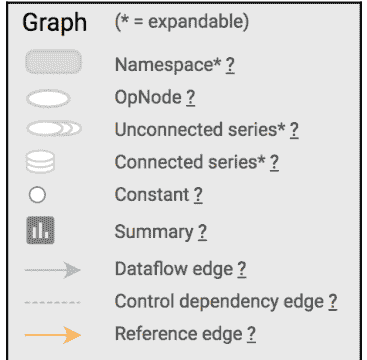 Graph (* = expandable)
Namespace* ?
OpNode ?
Unconnected series* ?
Connected series* ?
Constant ?
Summary ?
Dataflow edge ?
Control dependency edge ?
Reference edge ?